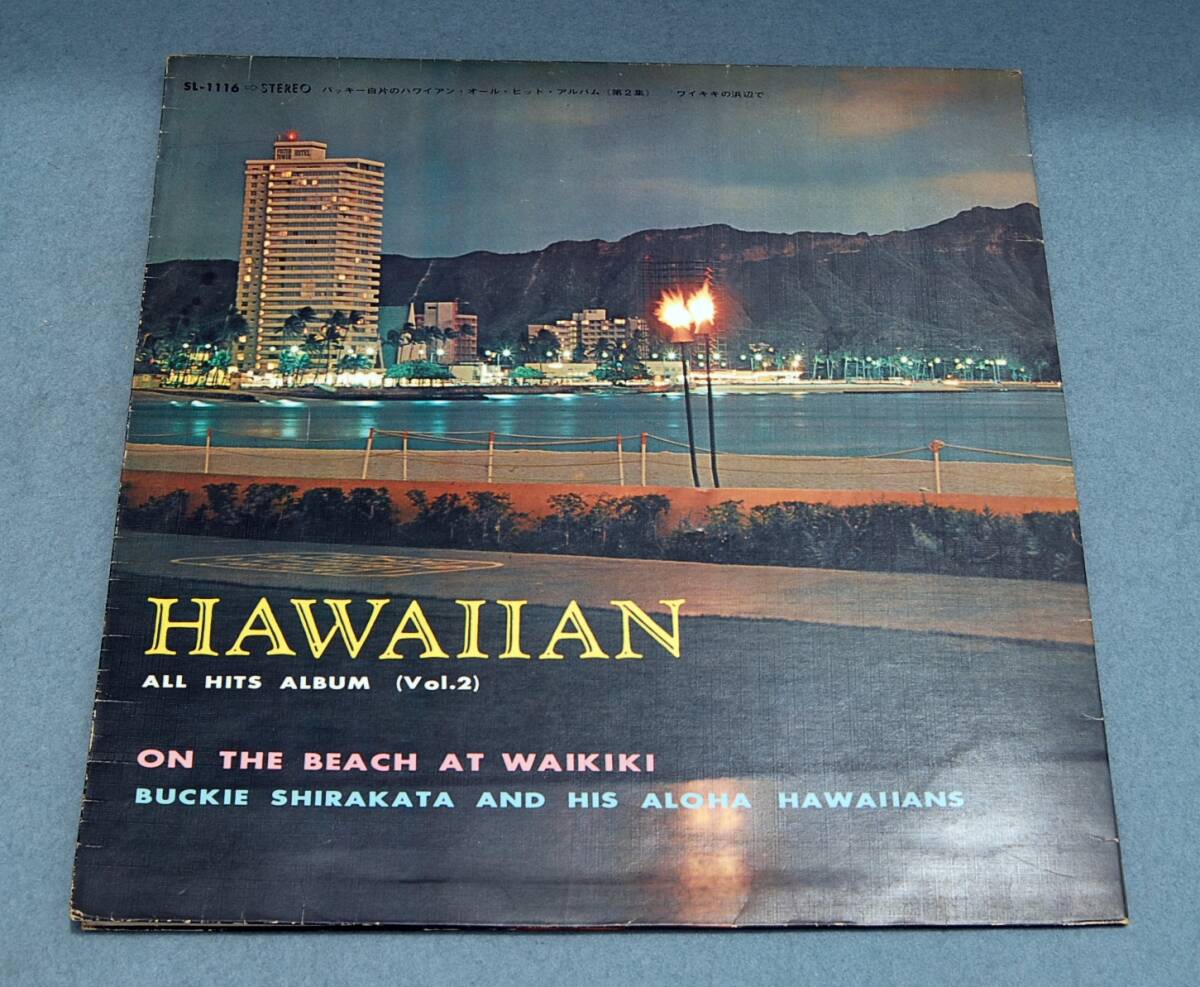 SL-1116 ⇨STEREO バッキー白片のハワイアン・オール・ヒット・アルバム（第2集） ワイキキの浜辺で
HAWAIIAN
ALL HITS ALBUM (Vol.2)
ON THE BEACH AT WAIKIKI
BUCKIE SHIRAKATA AND HIS ALOHA HAWAIIANS